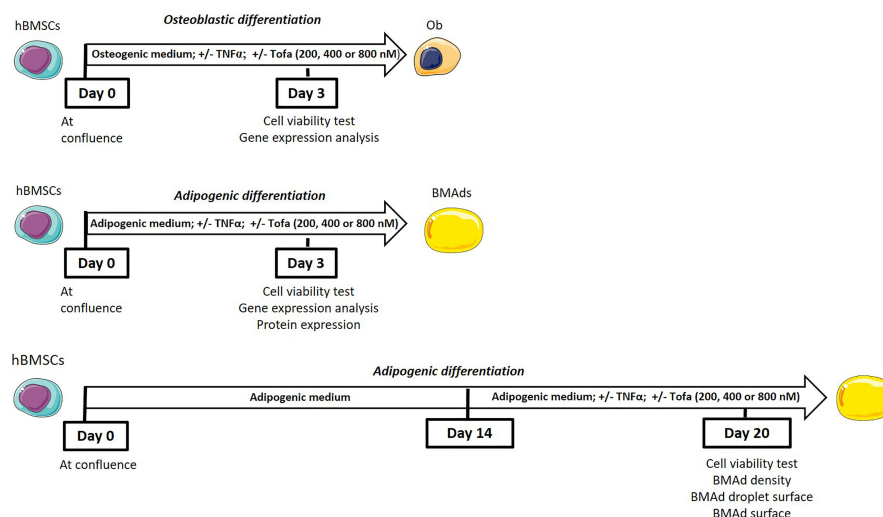 Osteoblastic differentiation
hBMSCs
Ob
Osteogenic medium; +/- TNFα; +/- Tofa (200, 400 or 800 nM)
Day 0
Day 3
At
confluence
Cell viability test
Gene expression analysis
hBMSCs
Adipogenic differentiation
BMAds
Adipogenic medium; +/- TNFα; +/- Tofa (200, 400 or 800 nM)
Day 0
Day 3
At
confluence
Cell viability test
Gene expression analysis
Protein expression
hBMSCs
Adipogenic differentiation
Adipogenic medium
Adipogenic medium; +/- TNFα; +/- Tofa (200, 400 or 800 nM)
Day 0
Day 14
Day 20
At confluence
Cell viability test
BMAd density
BMAd droplet surface
BMAd surface